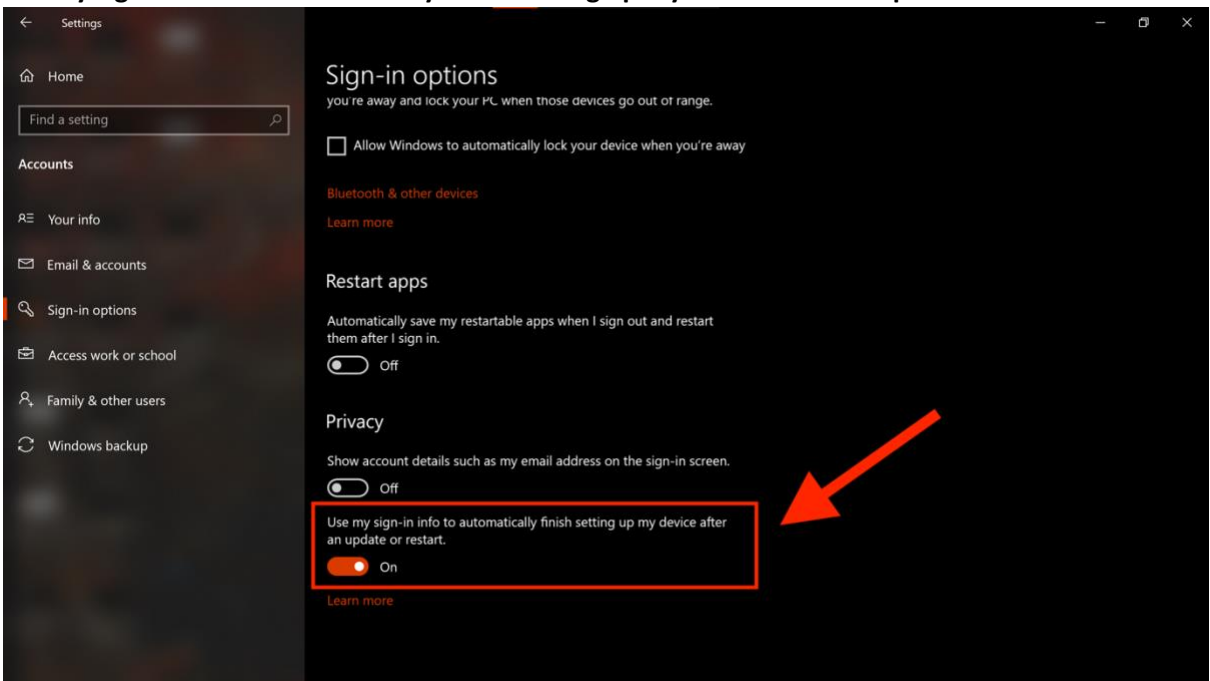 Settings
Home
Find a setting
Accounts
Your info
Email & accounts
Sign-in options
Access work or school
Family & other users
Windows backup
Sign-in options
you're away and lock your PC when those devices go out of range.
Allow Windows to automatically lock your device when you're away
Bluetooth & other devices
Learn more
Restart apps
Automatically save my restartable apps when I sign out and restart
them after I sign in.
Off
Privacy
Show account details such as my email address on the sign-in screen.
Off
Use my sign-in info to automatically finish setting up my device after
an update or restart.
On
Learn more